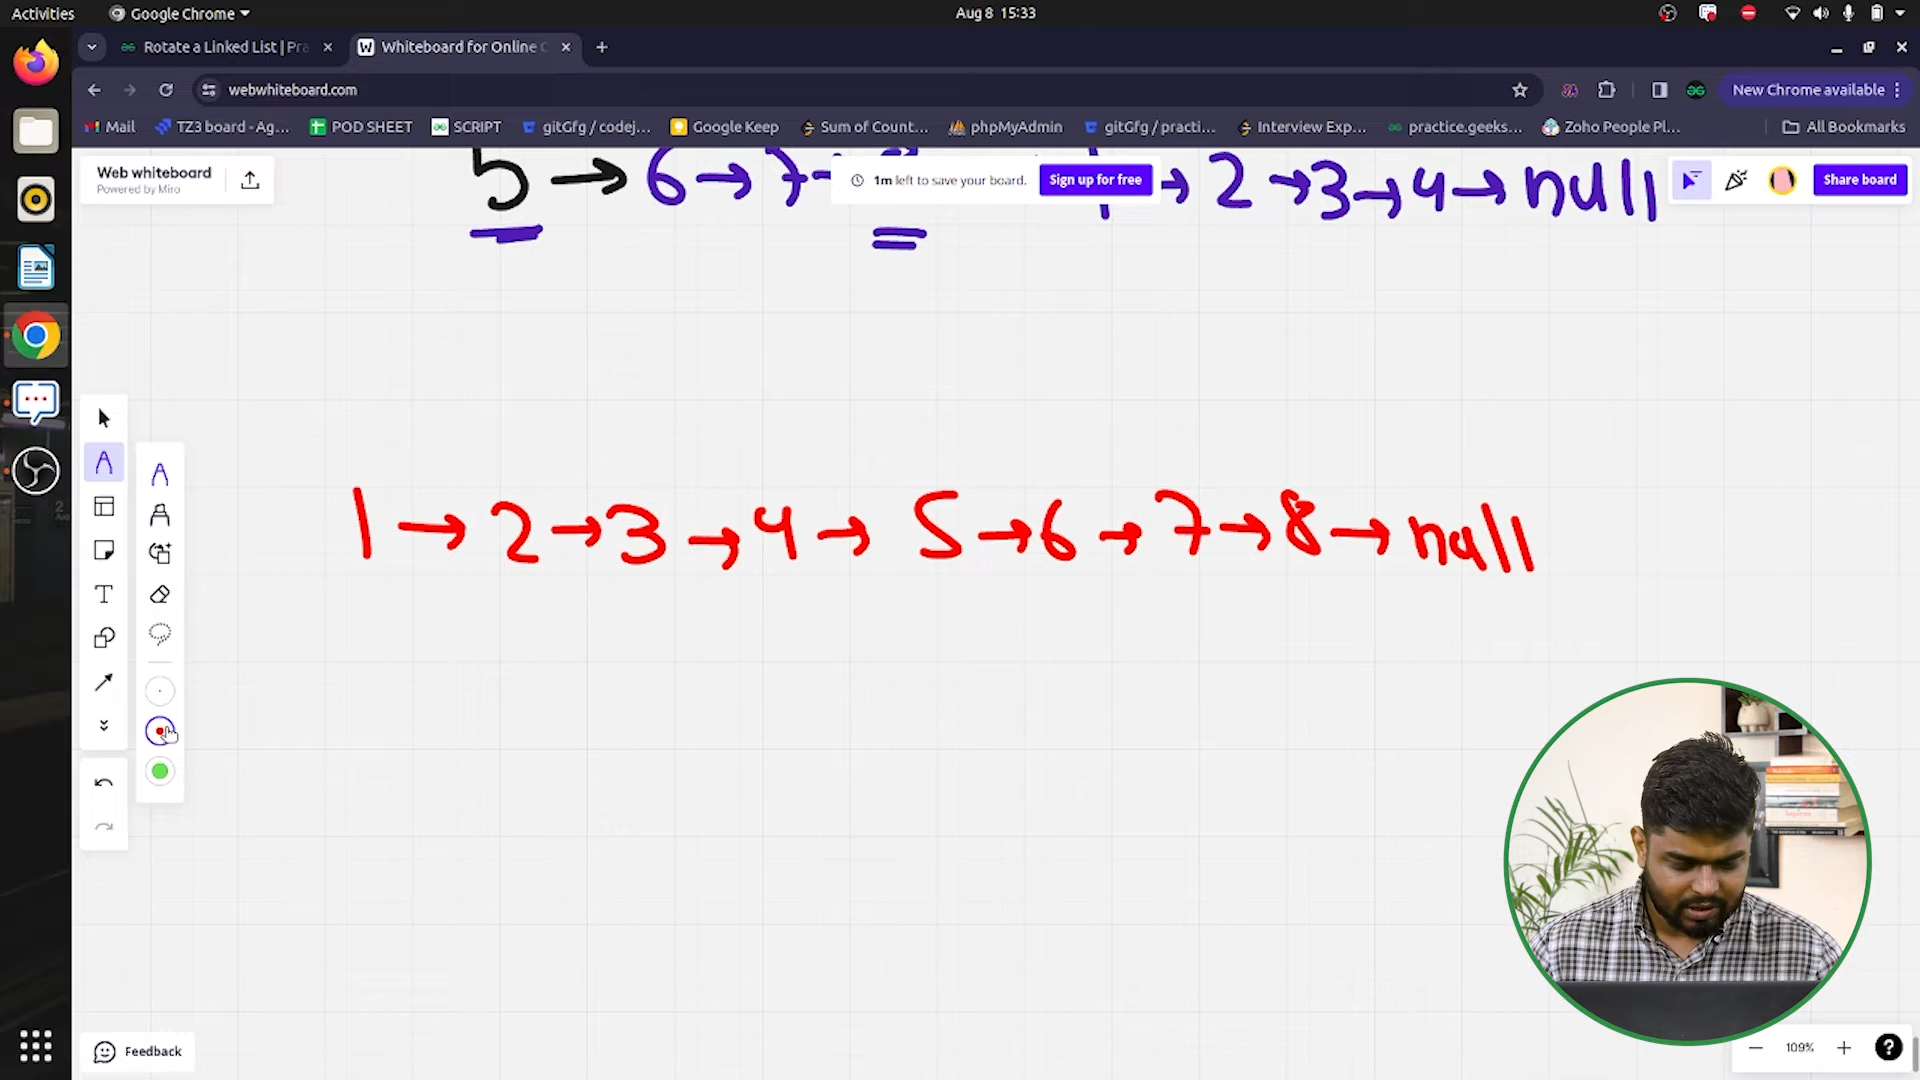 Activities Google Chrome Aug 8 15:33
Rotate a Linked List | Pra Whiteboard for Online C
webwhiteboard.com New Chrome available
Mail TZ3 board - Ag... POD SHEET SCRIPT gitGfg / codej... Google Keep Sum of Count... phpMyAdmin gitGfg / practi... Interview Exp... practice.geeks... Zoho People Pl... All Bookmarks
Web whiteboard
Powered by Miro
1m left to save your board. Sign up for free
Share board
5 → 6 → 7 → 2 → 3 → 4 → null
1 → 2 → 3 → 4 → 5 → 6 → 7 → 8 → null
Feedback
109%